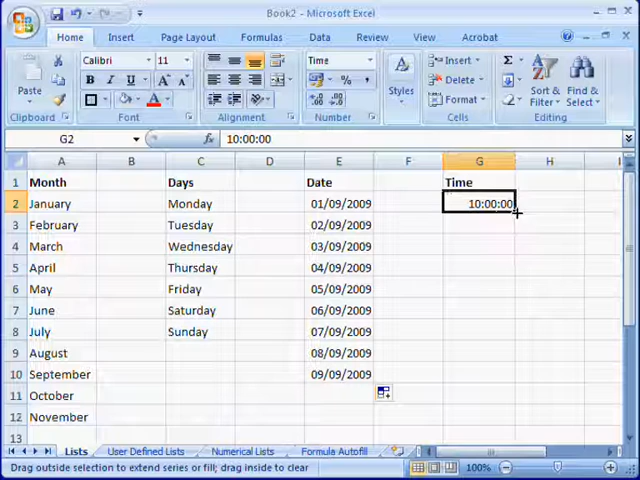 Book2 - Microsoft Excel
Home Insert Page Layout Formulas Data Review View Acrobat
Calibri 11 Time Insert Σ
B I U A A % , Delete
Paste Styles Sort & Filter Find & Select
A Format
Clipboard Font Alignment Number Cells Editing
G2 fx 10:00:00
A B C D E F G H I
1 Month Days Date Time
2 January Monday 01/09/2009 10:00:00
3 February Tuesday 02/09/2009
4 March Wednesday 03/09/2009
5 April Thursday 04/09/2009
6 May Friday 05/09/2009
7 June Saturday 06/09/2009
8 July Sunday 07/09/2009
9 August 08/09/2009
10 September 09/09/2009
11 October
12 November
13
Lists User Defined Lists Numerical Lists Formula Autofill
Drag outside selection to extend series or fill; drag inside to clear 100%